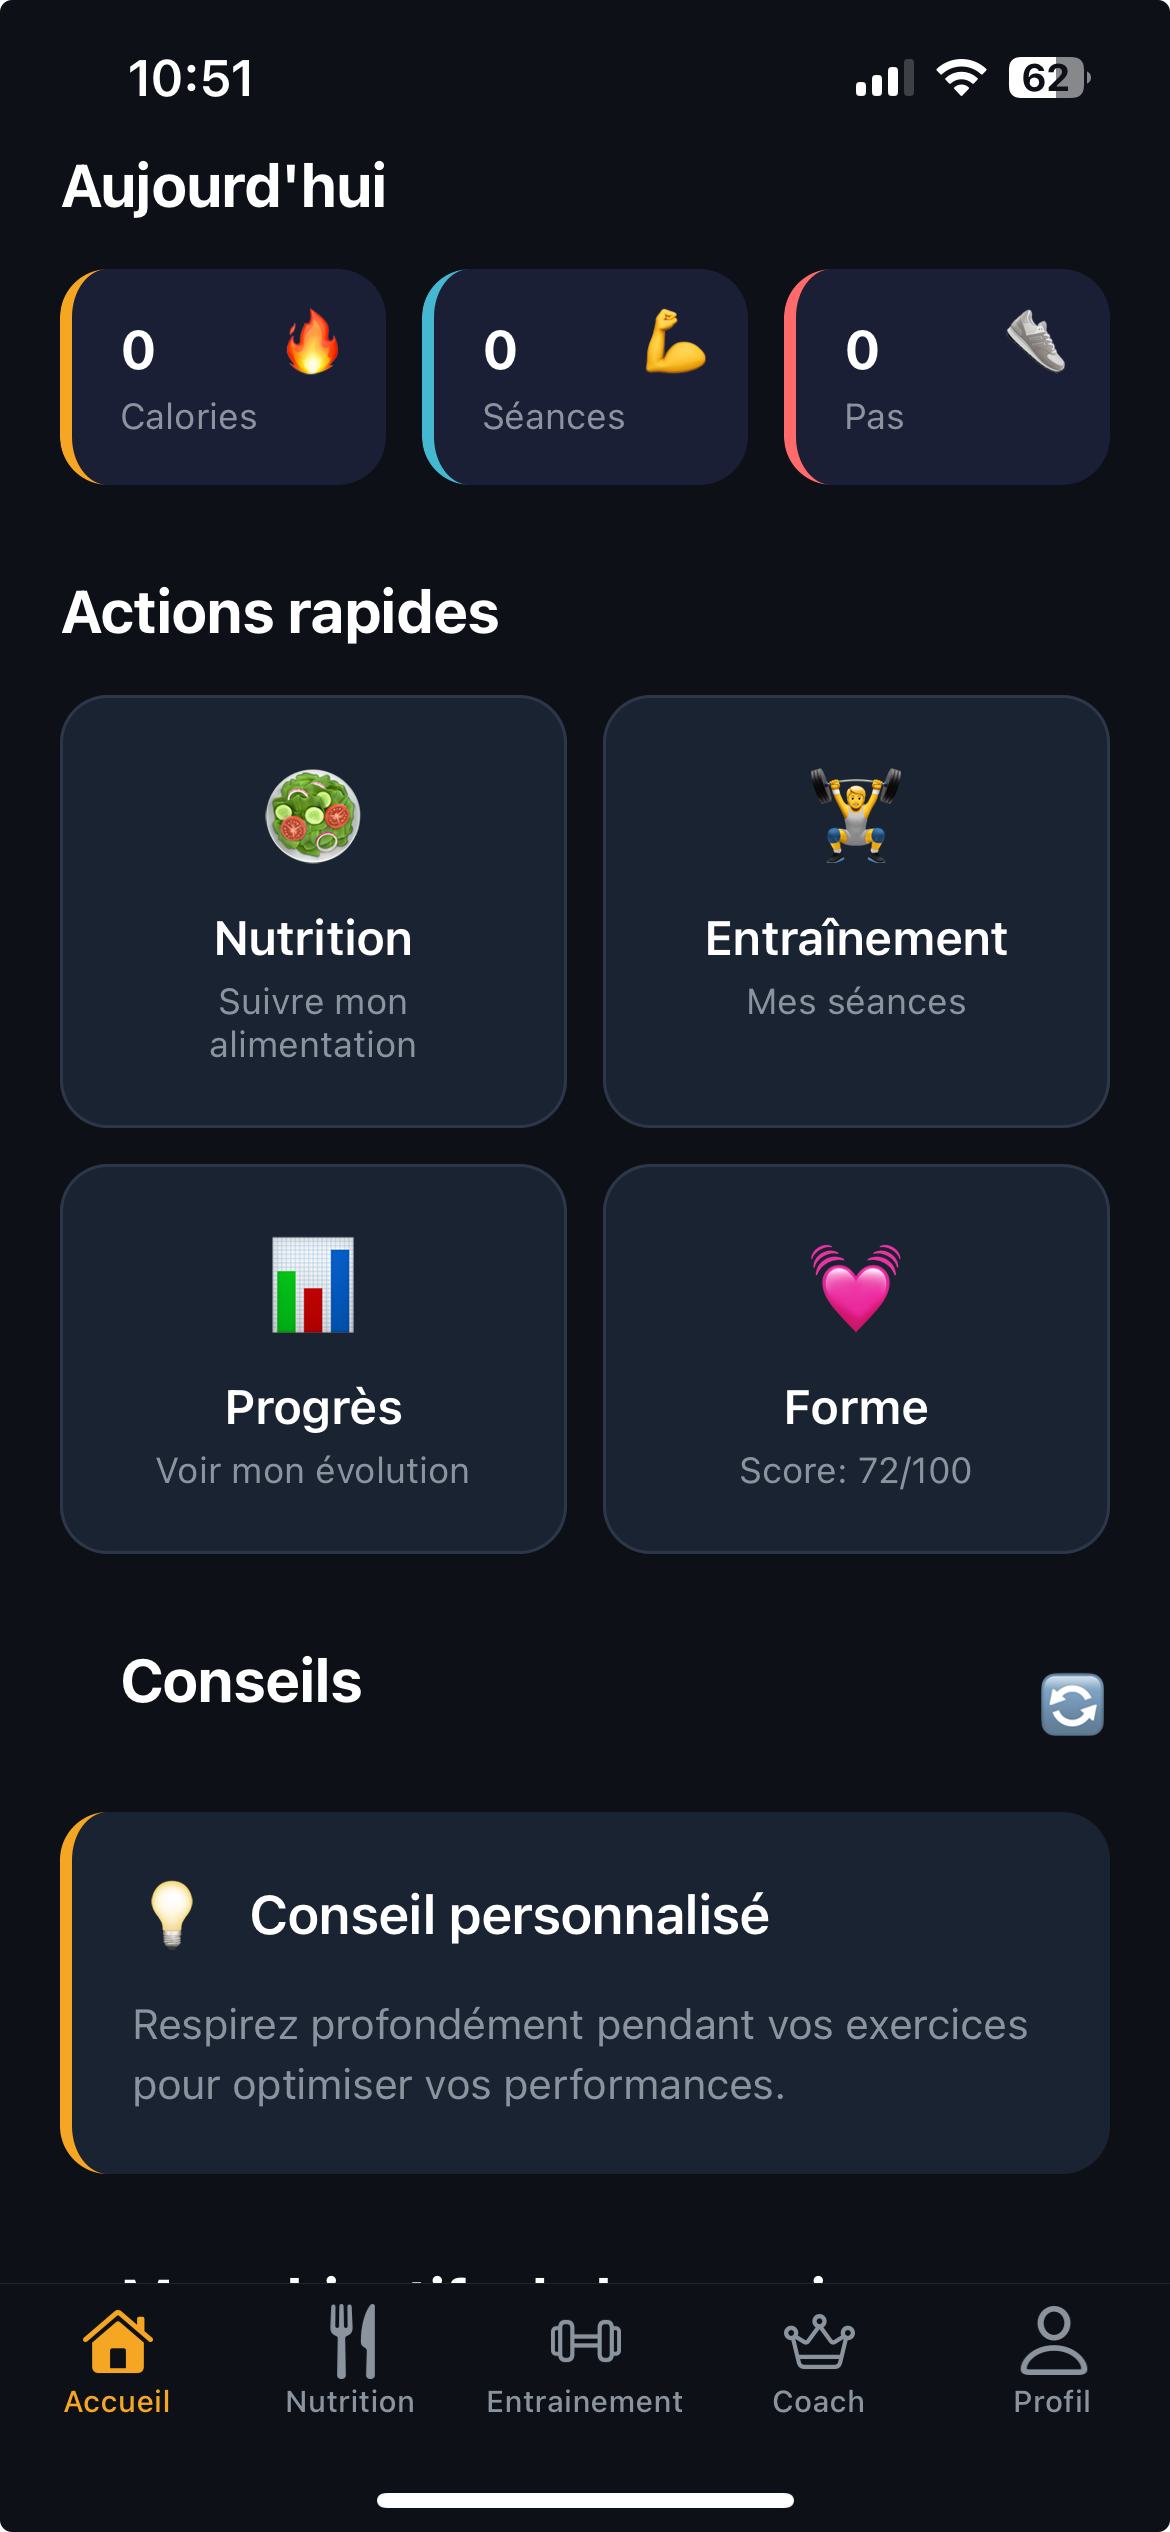 10:51
62
Aujourd'hui
0
Calories
0
Séances
0
Pas
Actions rapides
Nutrition
Suivre mon
alimentation
Entraînement
Mes séances
Progrès
Voir mon évolution
Forme
Score: 72/100
Conseils
Conseil personnalisé
Respirez profondément pendant vos exercices
pour optimiser vos performances.
Accueil
Nutrition
Entrainement
Coach
Profil